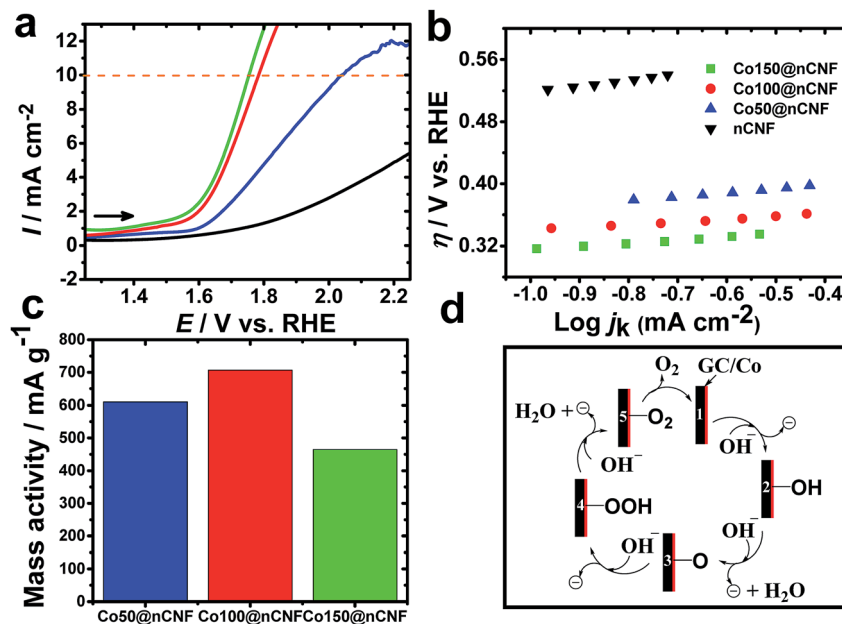 a
12
10
8
6
4
2
0
-2
I / mA cm-2
1.4
1.6
1.8
2.0
2.2
E / V vs. RHE
b
0.56
0.48
0.40
0.32
η / V vs. RHE
Co150@nCNF
Co100@nCNF
Co50@nCNF
nCNF
-1.0
-0.9
-0.8
-0.7
-0.6
-0.5
-0.4
Log jk (mA cm-2)
c
800
700
600
500
400
300
200
100
0
Mass activity / mA g-1
Co50@nCNF
Co100@nCNF
Co150@nCNF
d
O2
GC/Co
H2O + ⊖
5
O2
1
OH−
⊖
OH−
4
OOH
2
OH
OH−
OH−
3
O
⊖
⊖ + H2O